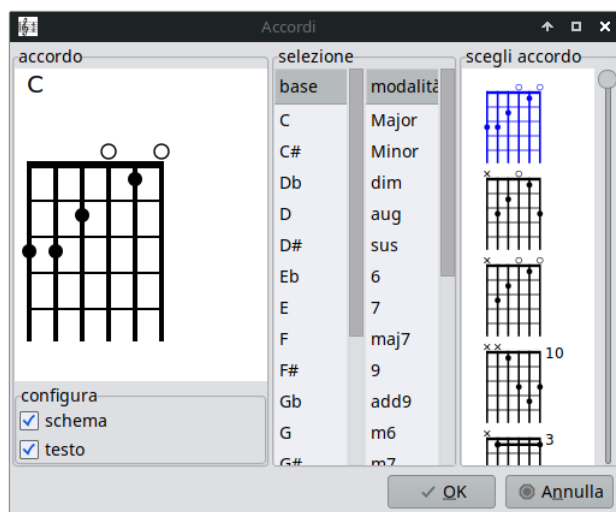 Accordi
accordo
C
configura
schema
testo
selezione
base
C
C#
Db
D
D#
Eb
E
F
F#
Gb
G
G#
modalità
Major
Minor
dim
aug
sus
6
7
maj7
9
add9
m6
m7
scegli accordo
10
3
OK
Annulla